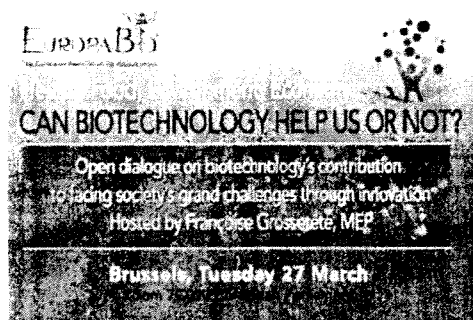 EUROPABIO
CAN BIOTECHNOLOGY HELP US OR NOT?
Open dialogue on biotechnology's contribution
to facing society's grand challenges through innovation
Hosted by Françoise Grossetête, MEP
Brussels, Tuesday 27 March